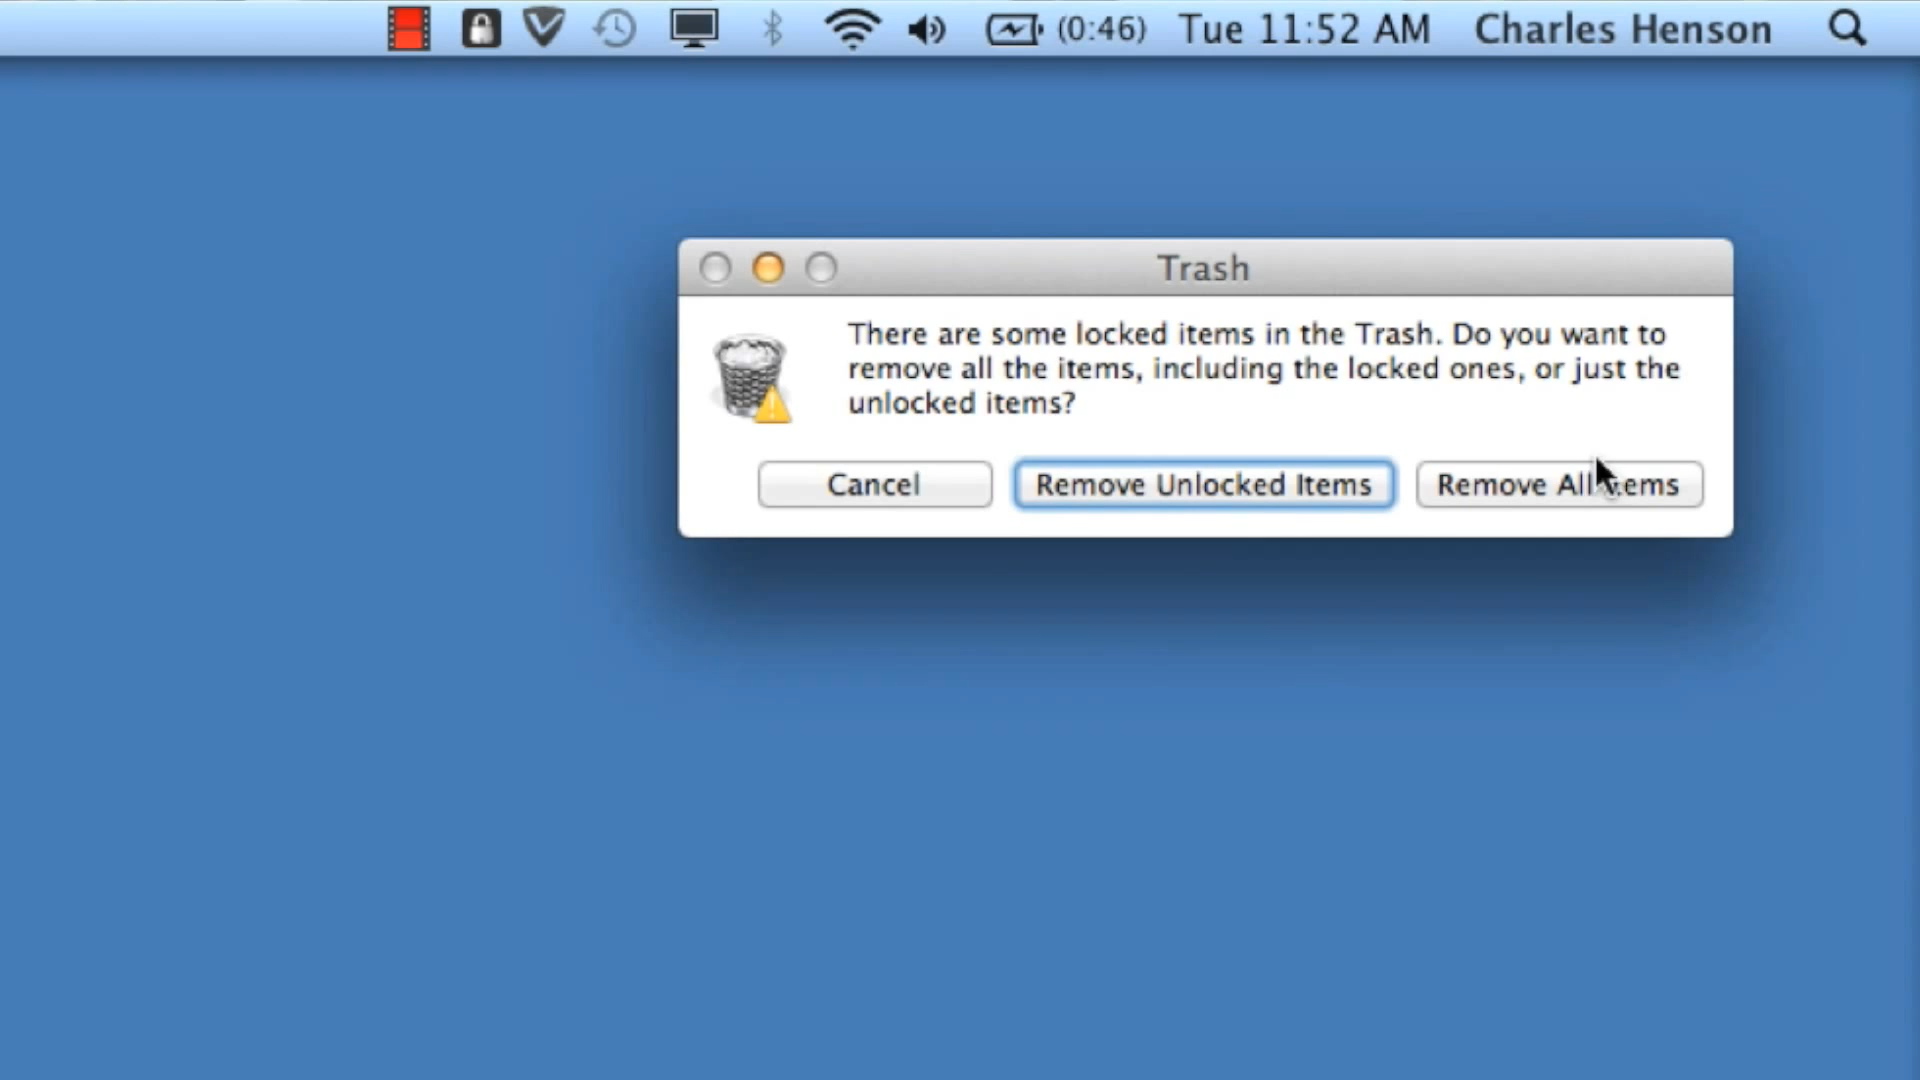 (0:46) Tue 11:52 AM Charles Henson
Trash
There are some locked items in the Trash. Do you want to
remove all the items, including the locked ones, or just the
unlocked items?
Cancel
Remove Unlocked Items
Remove All Items